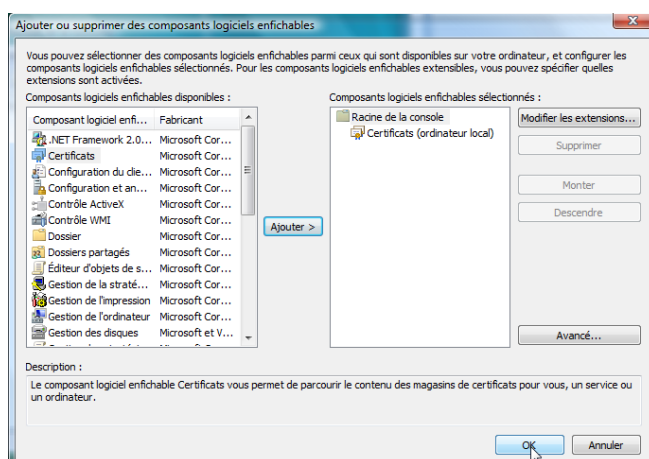 Ajouter ou supprimer des composants logiciels enfichables
Vous pouvez sélectionner des composants logiciels enfichables parmi ceux qui sont disponibles sur votre ordinateur, et configurer les
composants logiciels enfichables sélectionnés. Pour les composants logiciels enfichables extensibles, vous pouvez spécifier quelles
extensions sont activées.
Composants logiciels enfichables disponibles :
Composant logiciel enfi... Fabricant
.NET Framework 2.0... Microsoft Cor...
Certificats Microsoft Cor...
Configuration du clie... Microsoft Cor...
Configuration et an... Microsoft Cor...
Contrôle ActiveX Microsoft Cor...
Contrôle WMI Microsoft Cor...
Dossier Microsoft Cor...
Dossiers partagés Microsoft Cor...
Éditeur d'objets de s... Microsoft Cor...
Gestion de la straté... Microsoft Cor...
Gestion de l'impression Microsoft Cor...
Gestion de l'ordinateur Microsoft Cor...
Gestion des disques Microsoft et V...
Ajouter >
Composants logiciels enfichables sélectionnés :
Racine de la console
Certificats (ordinateur local)
Modifier les extensions...
Supprimer
Monter
Descendre
Avancé...
Description :
Le composant logiciel enfichable Certificats vous permet de parcourir le contenu des magasins de certificats pour vous, un service ou
un ordinateur.
OK
Annuler